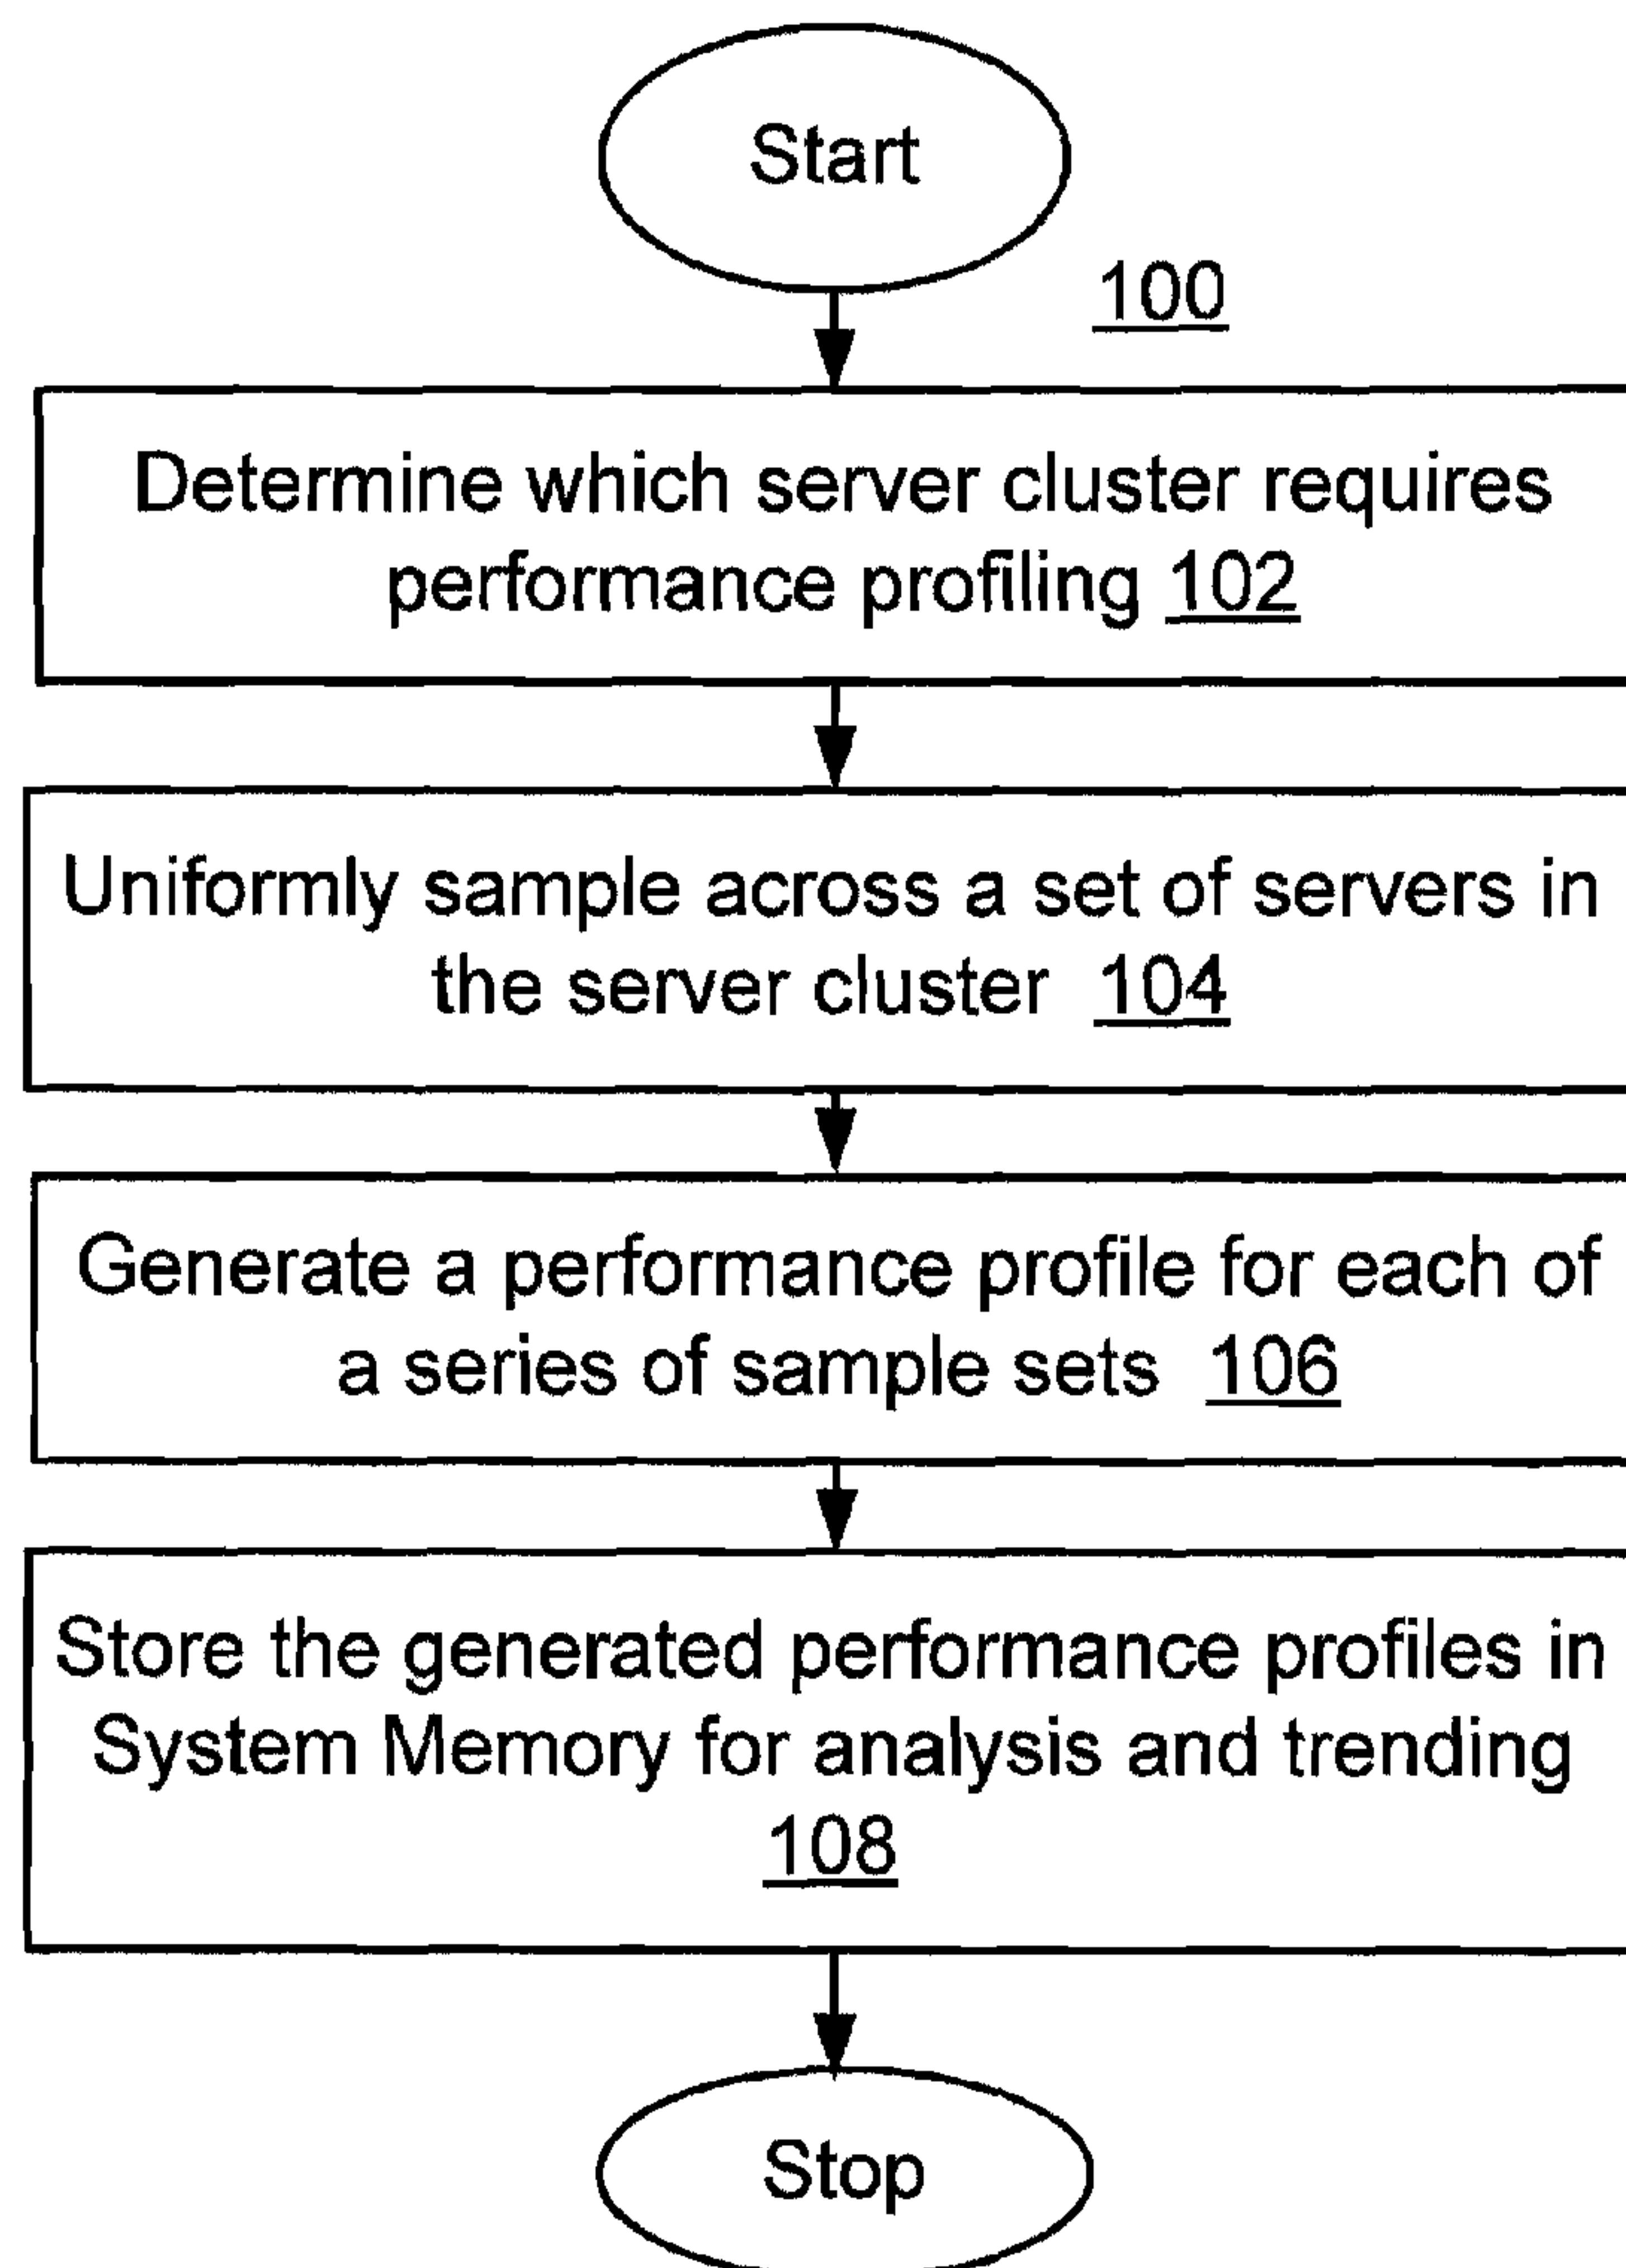 Start
100
Determine which server cluster requires
performance profiling 102
Uniformly sample across a set of servers in
the server cluster 104
Generate a performance profile for each of
a series of sample sets 106
Store the generated performance profiles in
System Memory for analysis and trending
108
Stop